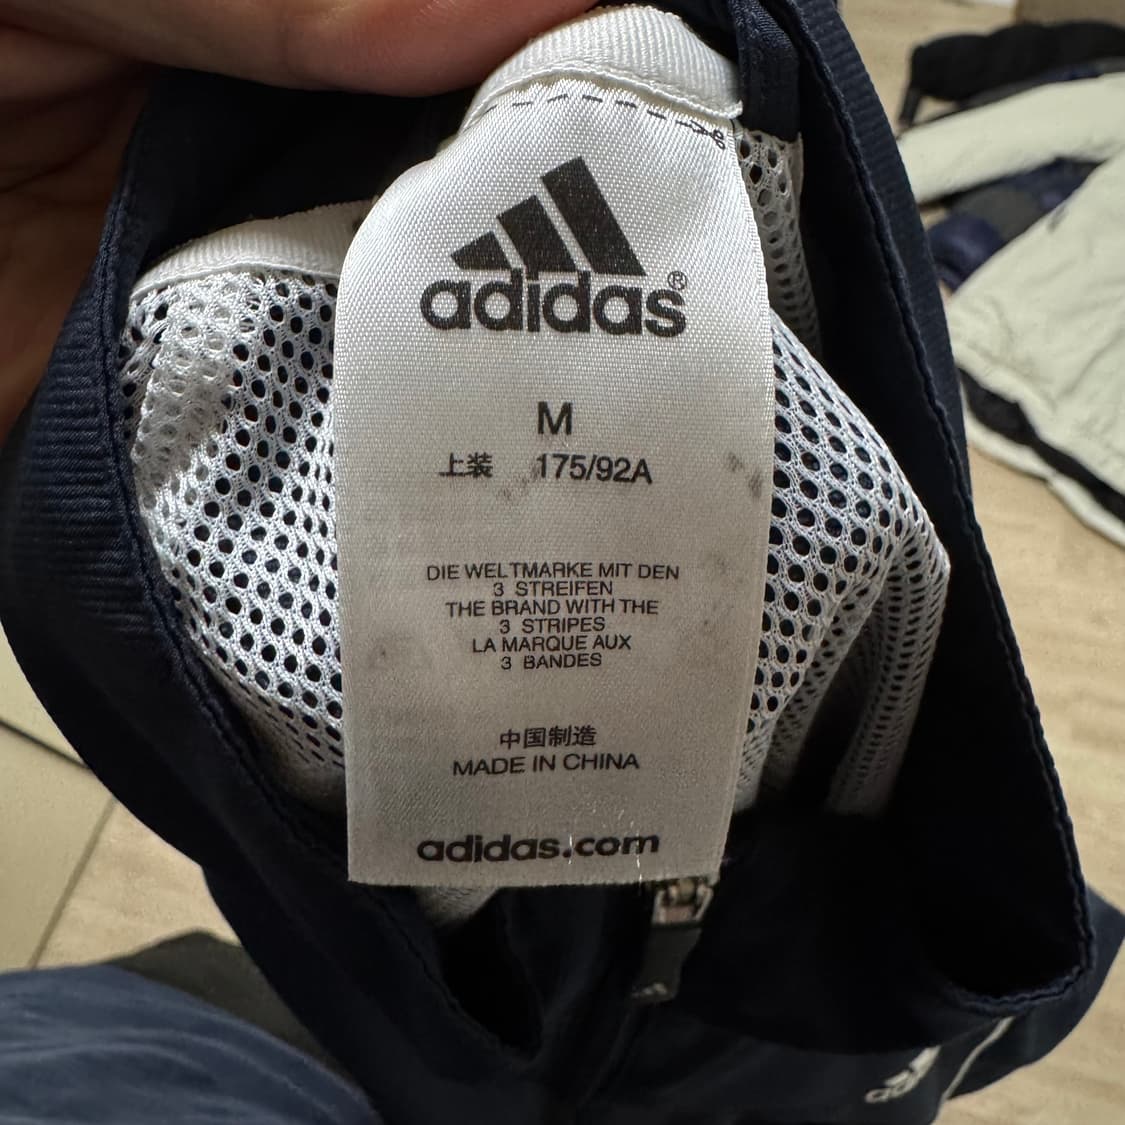 adidas®
M
上装 175/92A
DIE WELTMARKE MIT DEN
3 STREIFEN
THE BRAND WITH THE
3 STRIPES
LA MARQUE AUX
3 BANDES
中国制造
MADE IN CHINA
adidas.com